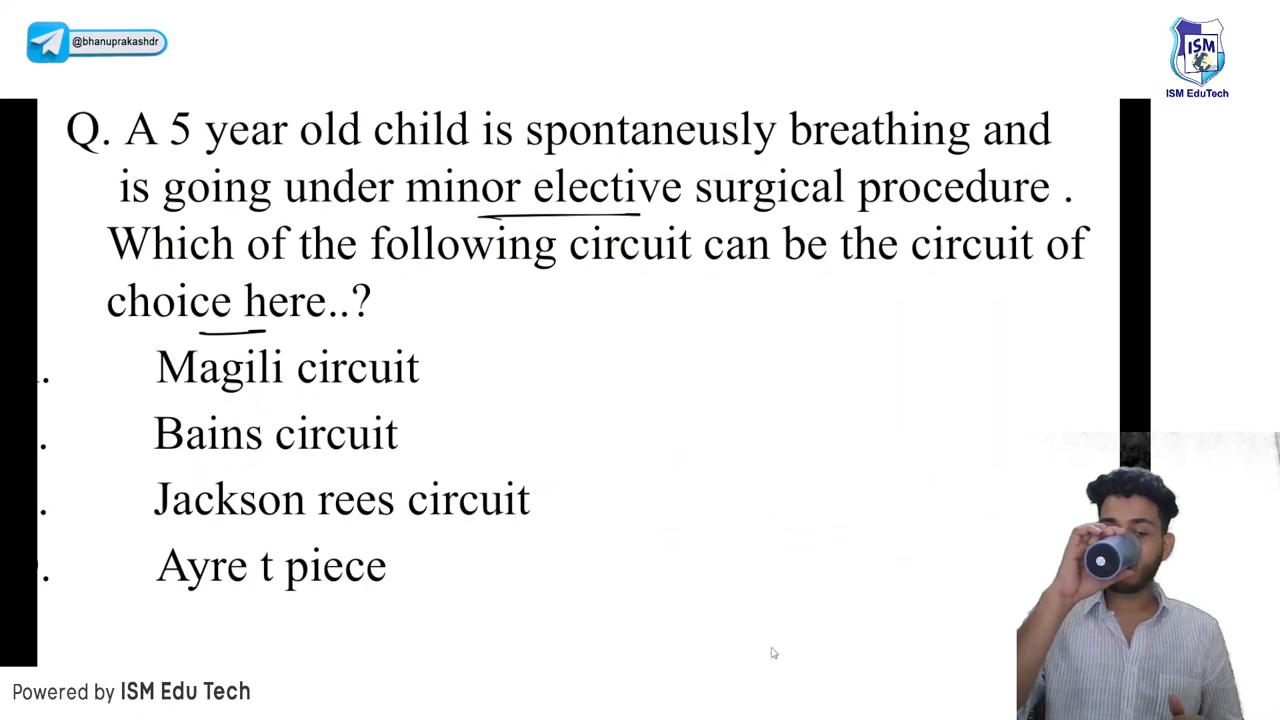 @bhanuprakashdr
ISM
ISM EduTech
Q. A 5 year old child is spontaneusly breathing and
is going under minor elective surgical procedure .
Which of the following circuit can be the circuit of
choice here..?
Magili circuit
Bains circuit
Jackson rees circuit
Ayre t piece
Powered by ISM Edu Tech